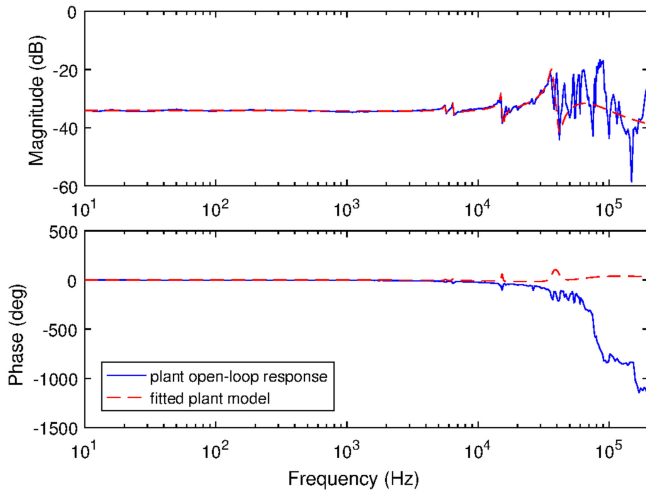 0
-20
-40
-60
Magnitude (dB)
10^1 10^2 10^3 10^4 10^5
500
0
-500
-1000
-1500
Phase (deg)
plant open-loop response
fitted plant model
10^1 10^2 10^3 10^4 10^5
Frequency (Hz)